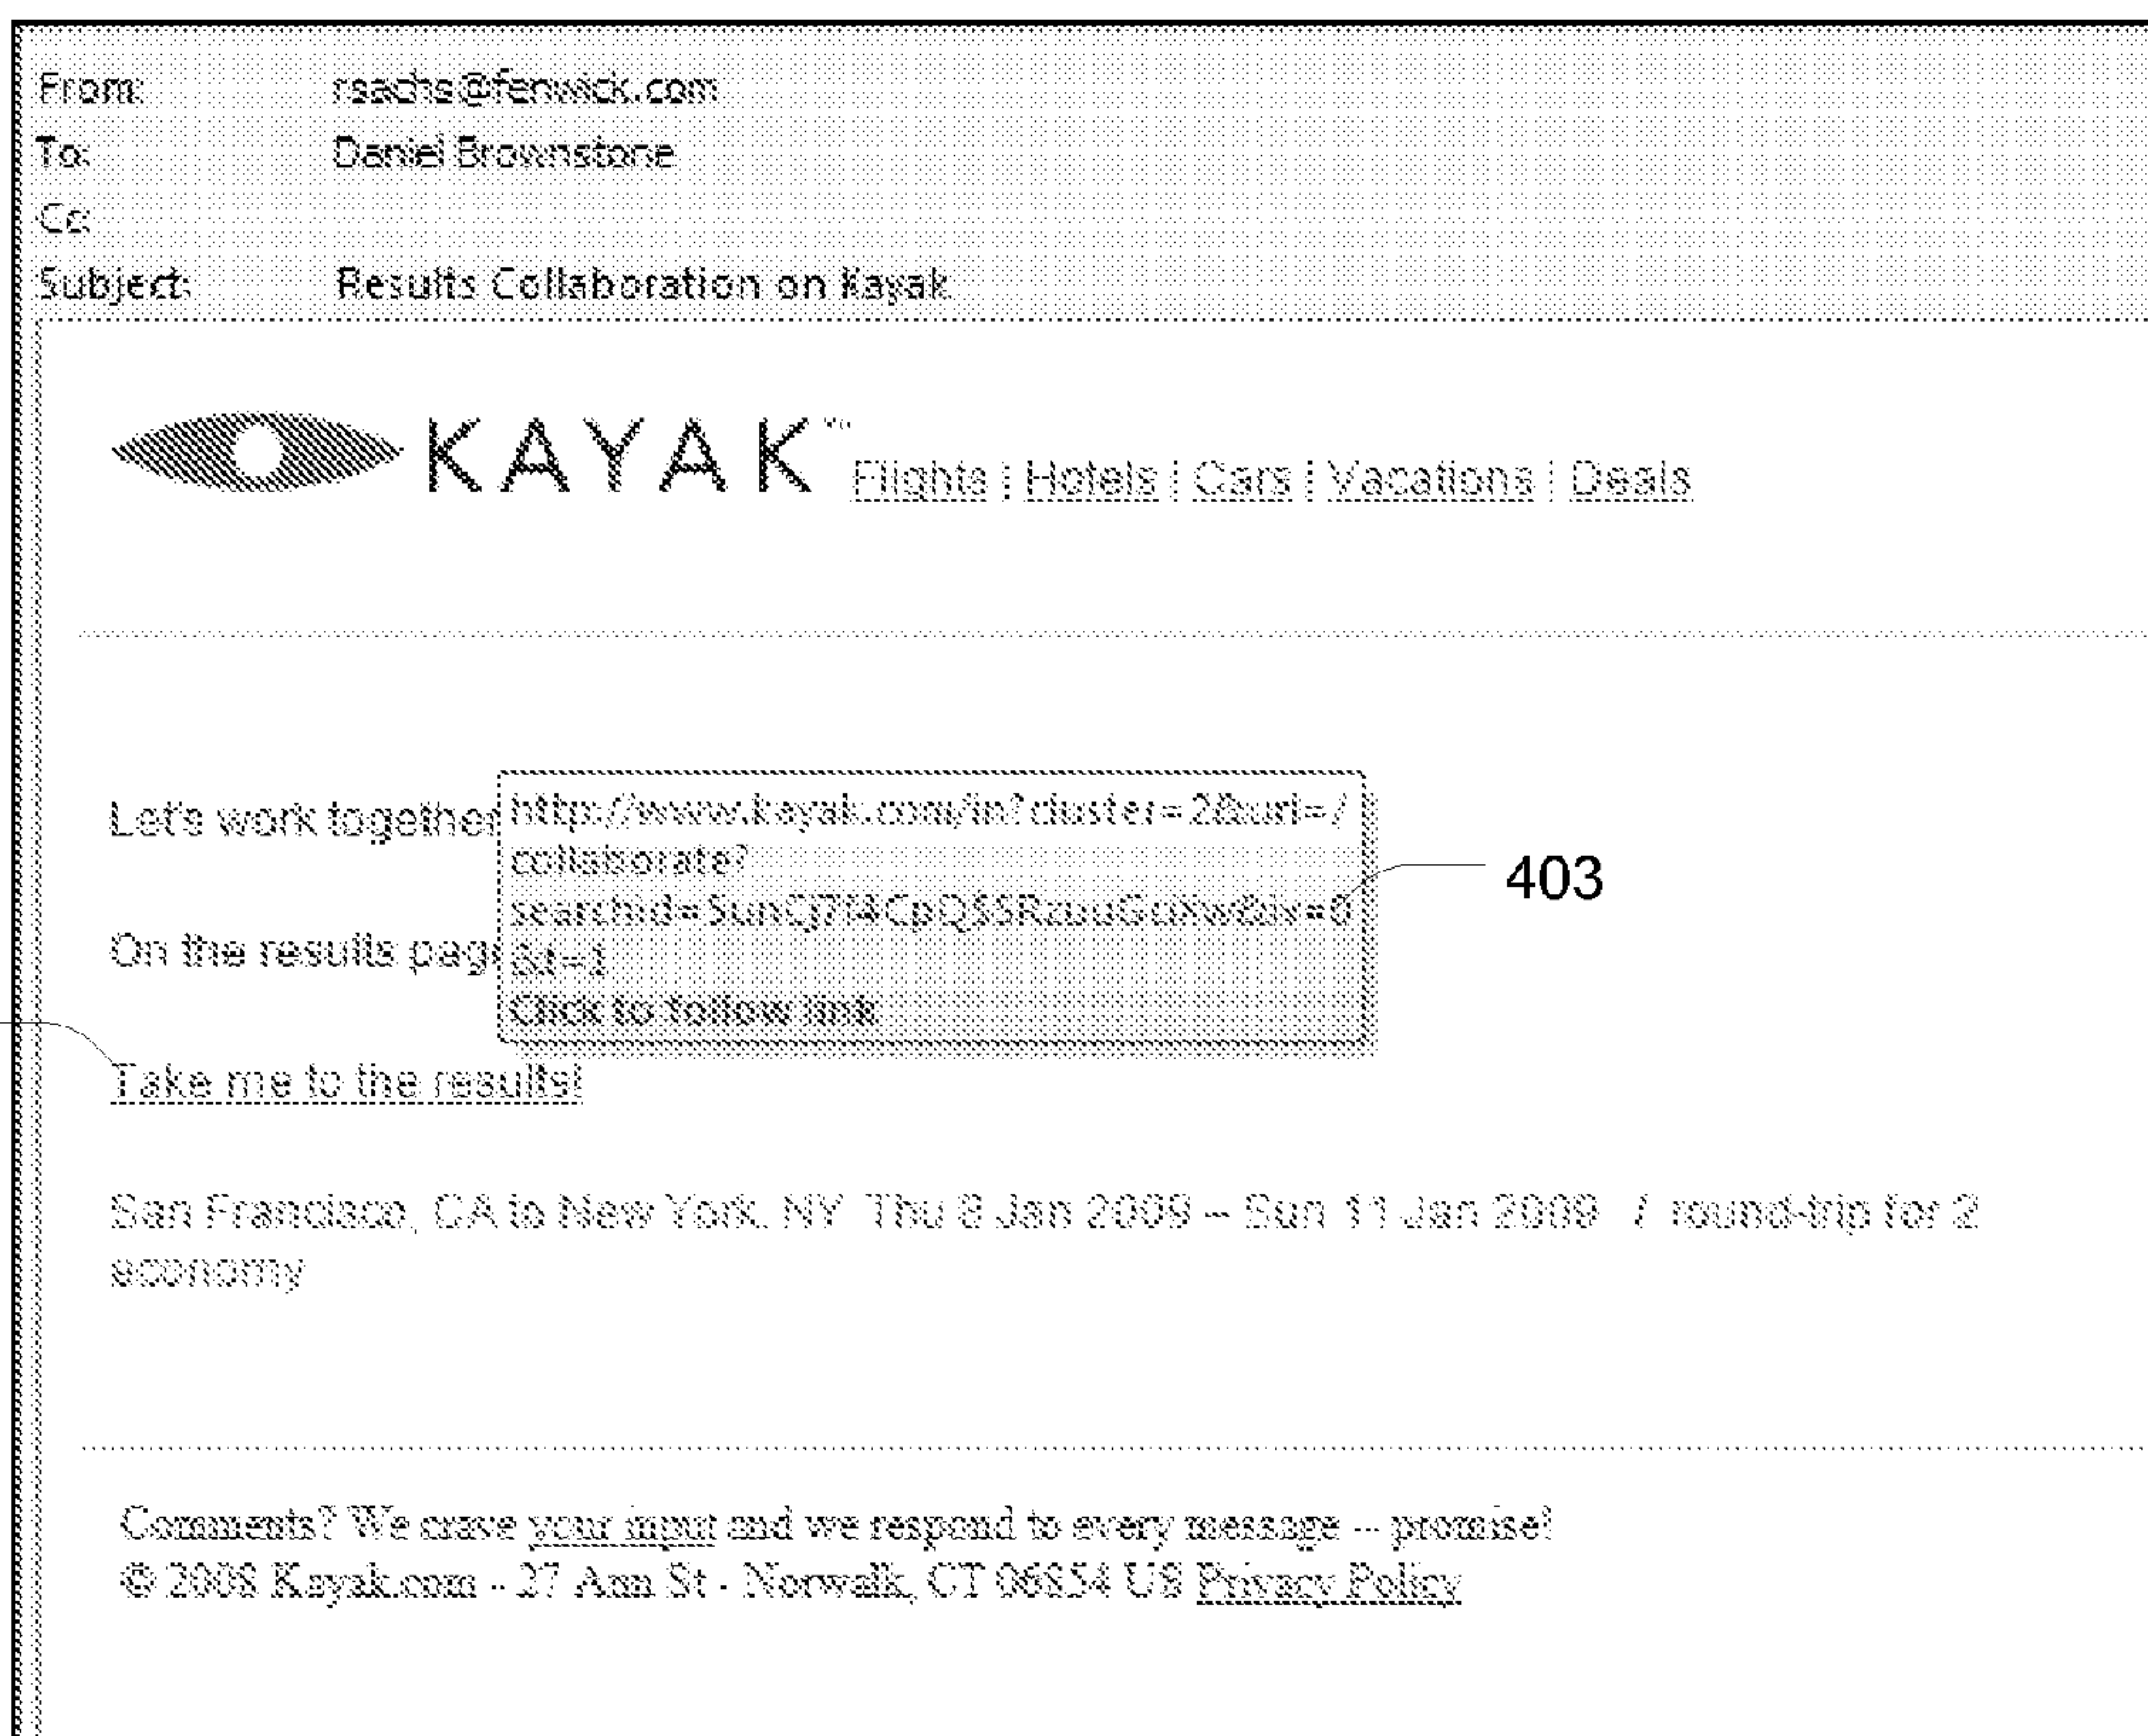 From: rsachs@fenwick.com
To: Daniel Brownstone
Cc:
Subject: Results Collaboration on Kayak
KAYAK™ Flights | Hotels | Cars | Vacations | Deals
Let's work together
http://www.kayak.com/in?cluster=2&url=/
collaborate?
403
On the results page
&r=1
Click to follow link
Take me to the results!
San Francisco, CA to New York, NY Thu 8 Jan 2009 – Sun 11 Jan 2009 / round-trip for 2
economy
Comments? We crave your input and we respond to every message -- promise!
© 2008 Kayak.com - 27 Ann St - Norwalk, CT 06854 US Privacy Policy